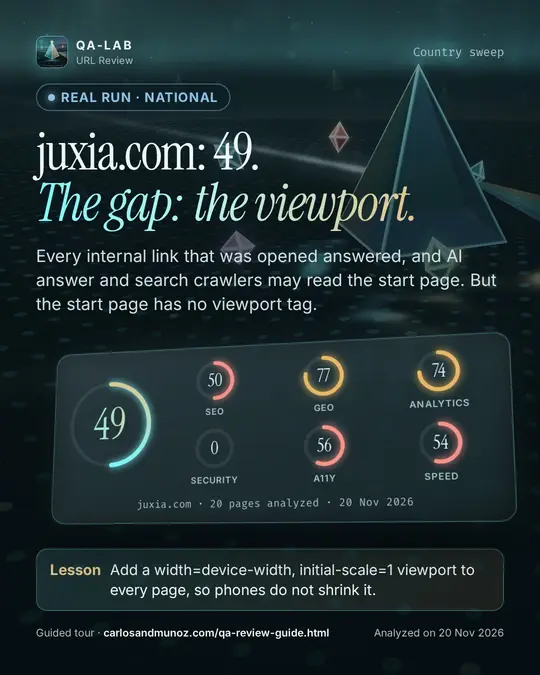 QA-LAB
URL Review
Country sweep
REAL RUN · NATIONAL
juxia.com: 49.
The gap: the viewport.
Every internal link that was opened answered, and AI
answer and search crawlers may read the start page. But
the start page has no viewport tag.
49
50
SEO
77
GEO
74
ANALYTICS
0
SECURITY
56
A11Y
54
SPEED
juxia.com · 20 pages analyzed · 20 Nov 2026
Lesson Add a width=device-width, initial-scale=1 viewport to
every page, so phones do not shrink it.
Guided tour · carlosandmunoz.com/qa-review-guide.html
Analyzed on 20 Nov 2026